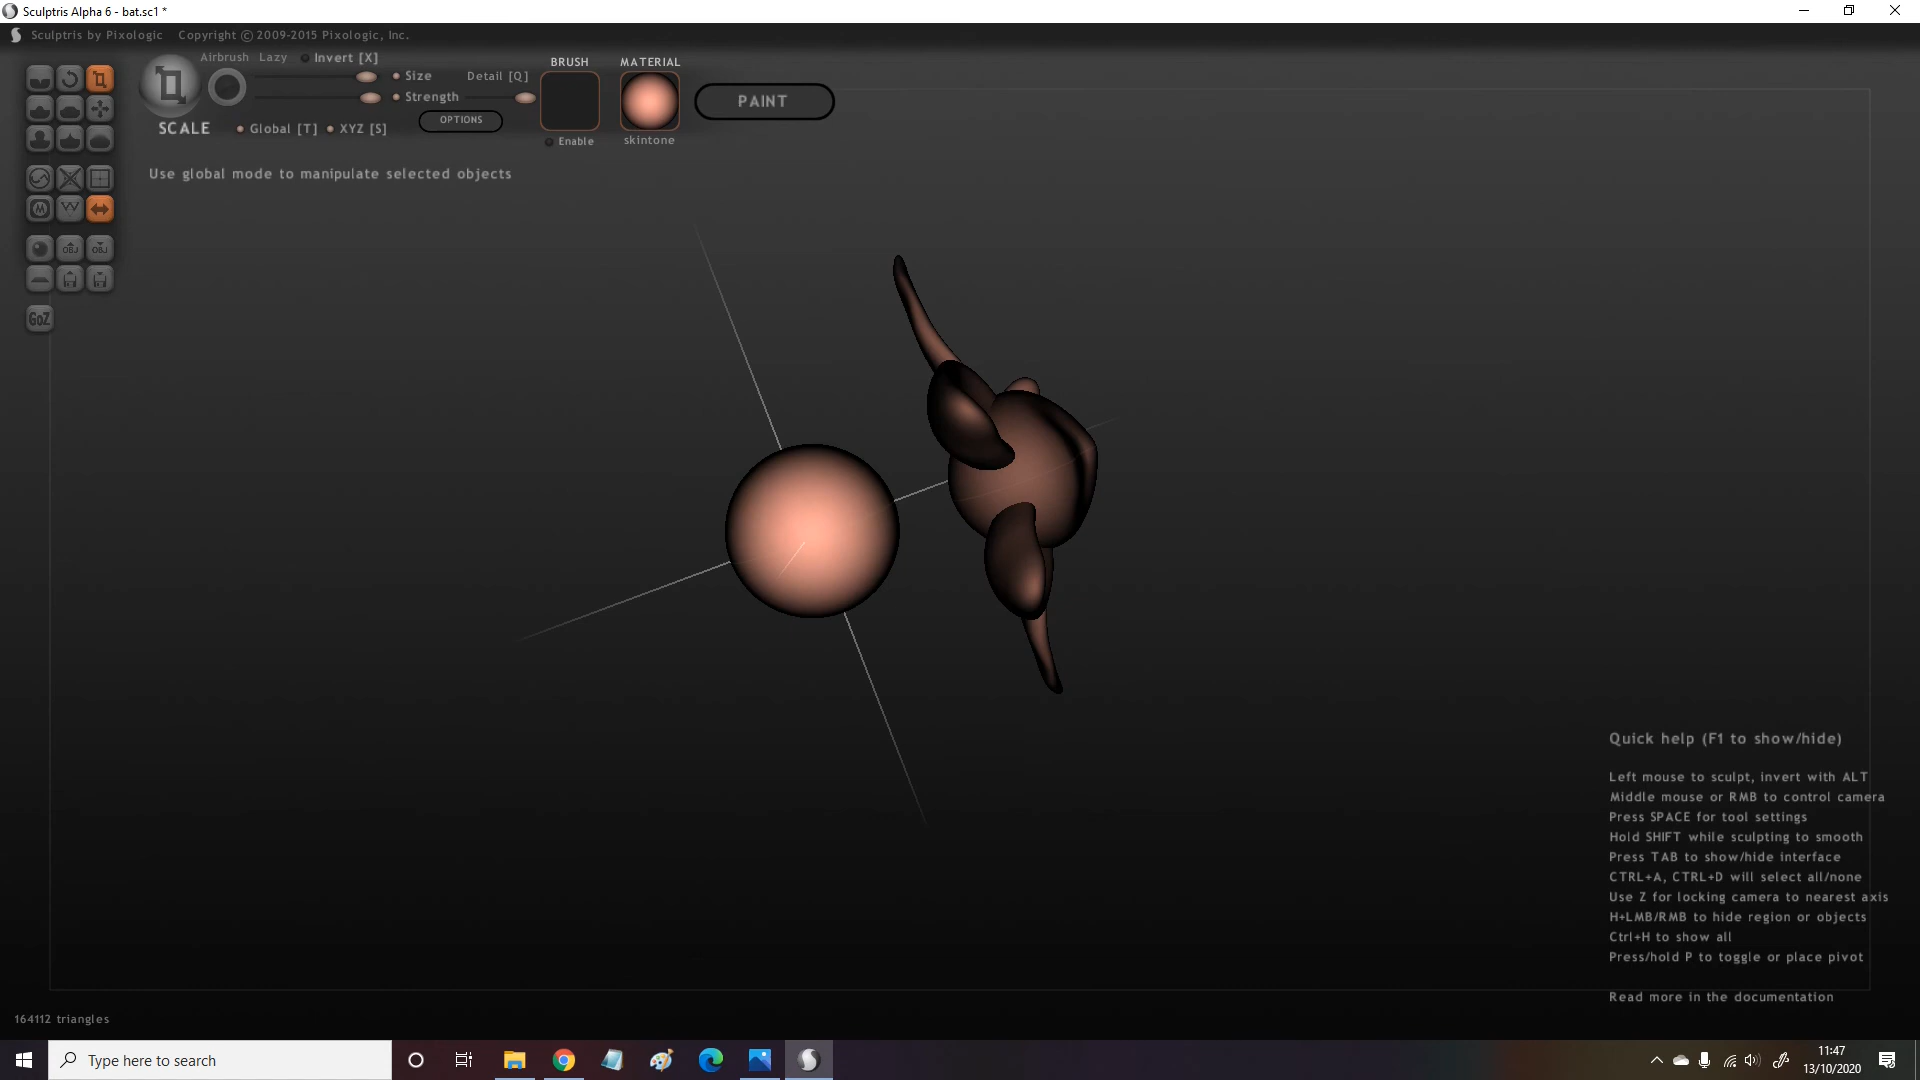 Sculptris Alpha 6 - bat.sc1 *
Sculptris by Pixologic Copyright © 2009-2015 Pixologic, Inc.
Airbrush Lazy Invert [X]
BRUSH MATERIAL
Size Detail [Q]
Strength
PAINT
OPTIONS
SCALE Global [T] XYZ [S]
Enable skintone
Use global mode to manipulate selected objects
OBJ OBJ
GoZ
Quick help (F1 to show/hide)
Left mouse to sculpt, invert with ALT
Middle mouse or RMB to control camera
Press SPACE for tool settings
Hold SHIFT while sculpting to smooth
Press TAB to show/hide interface
CTRL+A, CTRL+D will select all/none
Use Z for locking camera to nearest axis
H+LMB/RMB to hide region or objects
Ctrl+H to show all
Press/hold P to toggle or place pivot
Read more in the documentation
164112 triangles
Type here to search
11:47
13/10/2020